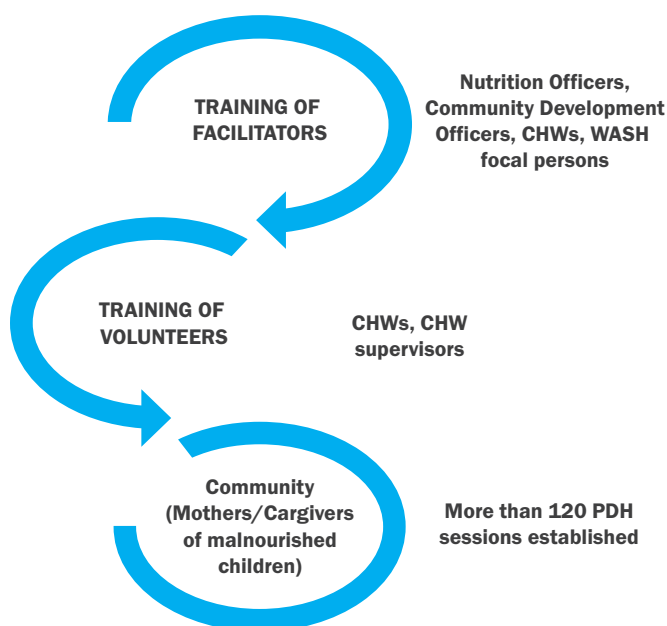 TRAINING OF
FACILITATORS
Nutrition Officers,
Community Development
Officers, CHWs, WASH
focal persons
TRAINING OF
VOLUNTEERS
CHWs, CHW
supervisors
Community
(Mothers/Cargivers
of malnourished
children)
More than 120 PDH
sessions established